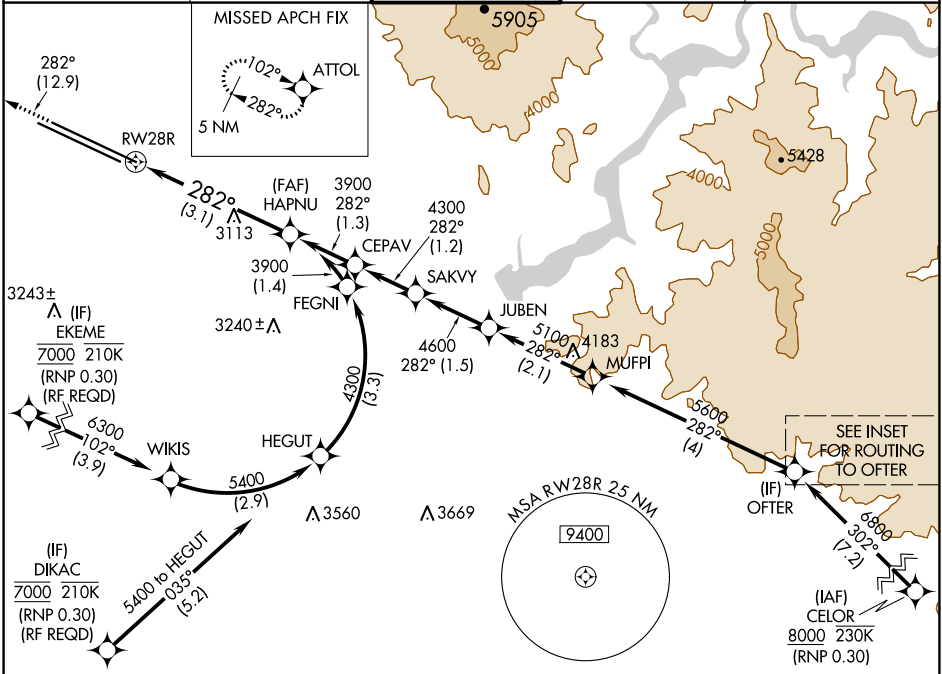 MISSED APCH FIX
102°
ATTOL
282°
5 NM
5905
5000
4000
282°
(12.9)
RW28R
282°
(3.1)
3113
(FAF)
HAPNU
3900
282°
(1.3)
CEPAV
4300
282°
(1.2)
SAKVY
3900
(1.4)
FEGNI
JUBEN
4600
282° (1.5)
5100
282°
(2.1)
4183
MUFPI
5428
4000
5000
3243±
(IF)
EKEME
7000 210K
(RNP 0.30)
(RF REQD)
3240±
6300
102°
(3.9)
WIKIS
HEGUT
4300
(3.3)
5400
(2.9)
5600
282°
(4)
SEE INSET
FOR ROUTING
TO OFTER
(IF)
OFTER
3560
3669
MSA RW28R 25 NM
9400
6800
302°
(7.2)
(IF)
DIKAC
7000 210K
(RNP 0.30)
(RF REQD)
5400 to HEGUT
035°
(5.2)
(IAF)
CELOR
8000 230K
(RNP 0.30)